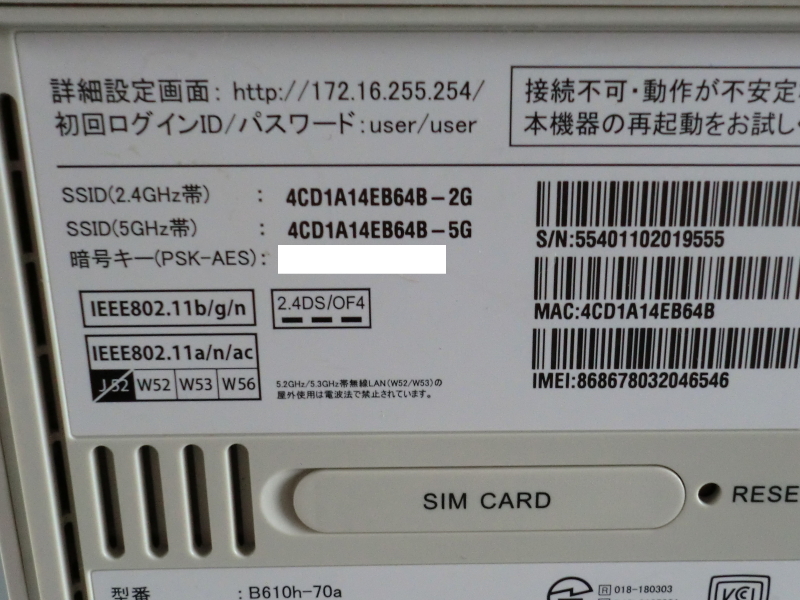 詳細設定画面：http://172.16.255.254/
初回ログインID/パスワード：user/user
接続不可・動作が不安定
本機器の再起動をお試し
SSID(2.4GHz帯)　：　4CD1A14EB64B-2G
SSID(5GHz帯)　：　4CD1A14EB64B-5G
暗号キー(PSK-AES)：
S/N:55401102019555
MAC:4CD1A14EB64B
IMEI:868678032046546
IEEE802.11b/g/n
2.4DS/OF4
IEEE802.11a/n/ac
J52 W52 W53 W56
5.2GHz/5.3GHz帯無線LAN(W52/W53)の
屋外使用は電波法で禁止されています。
SIM CARD
RESE
型番　：B610h-70a
R 018-180303